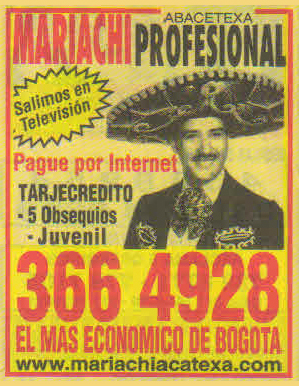 ABACETEXA
MARIACHI PROFESIONAL
Salimos en
Televisión
Pague por Internet
TARJECREDITO
- 5 Obsequios
- Juvenil
366 4928
EL MAS ECONOMICO DE BOGOTA
www.mariachiacatexa.com